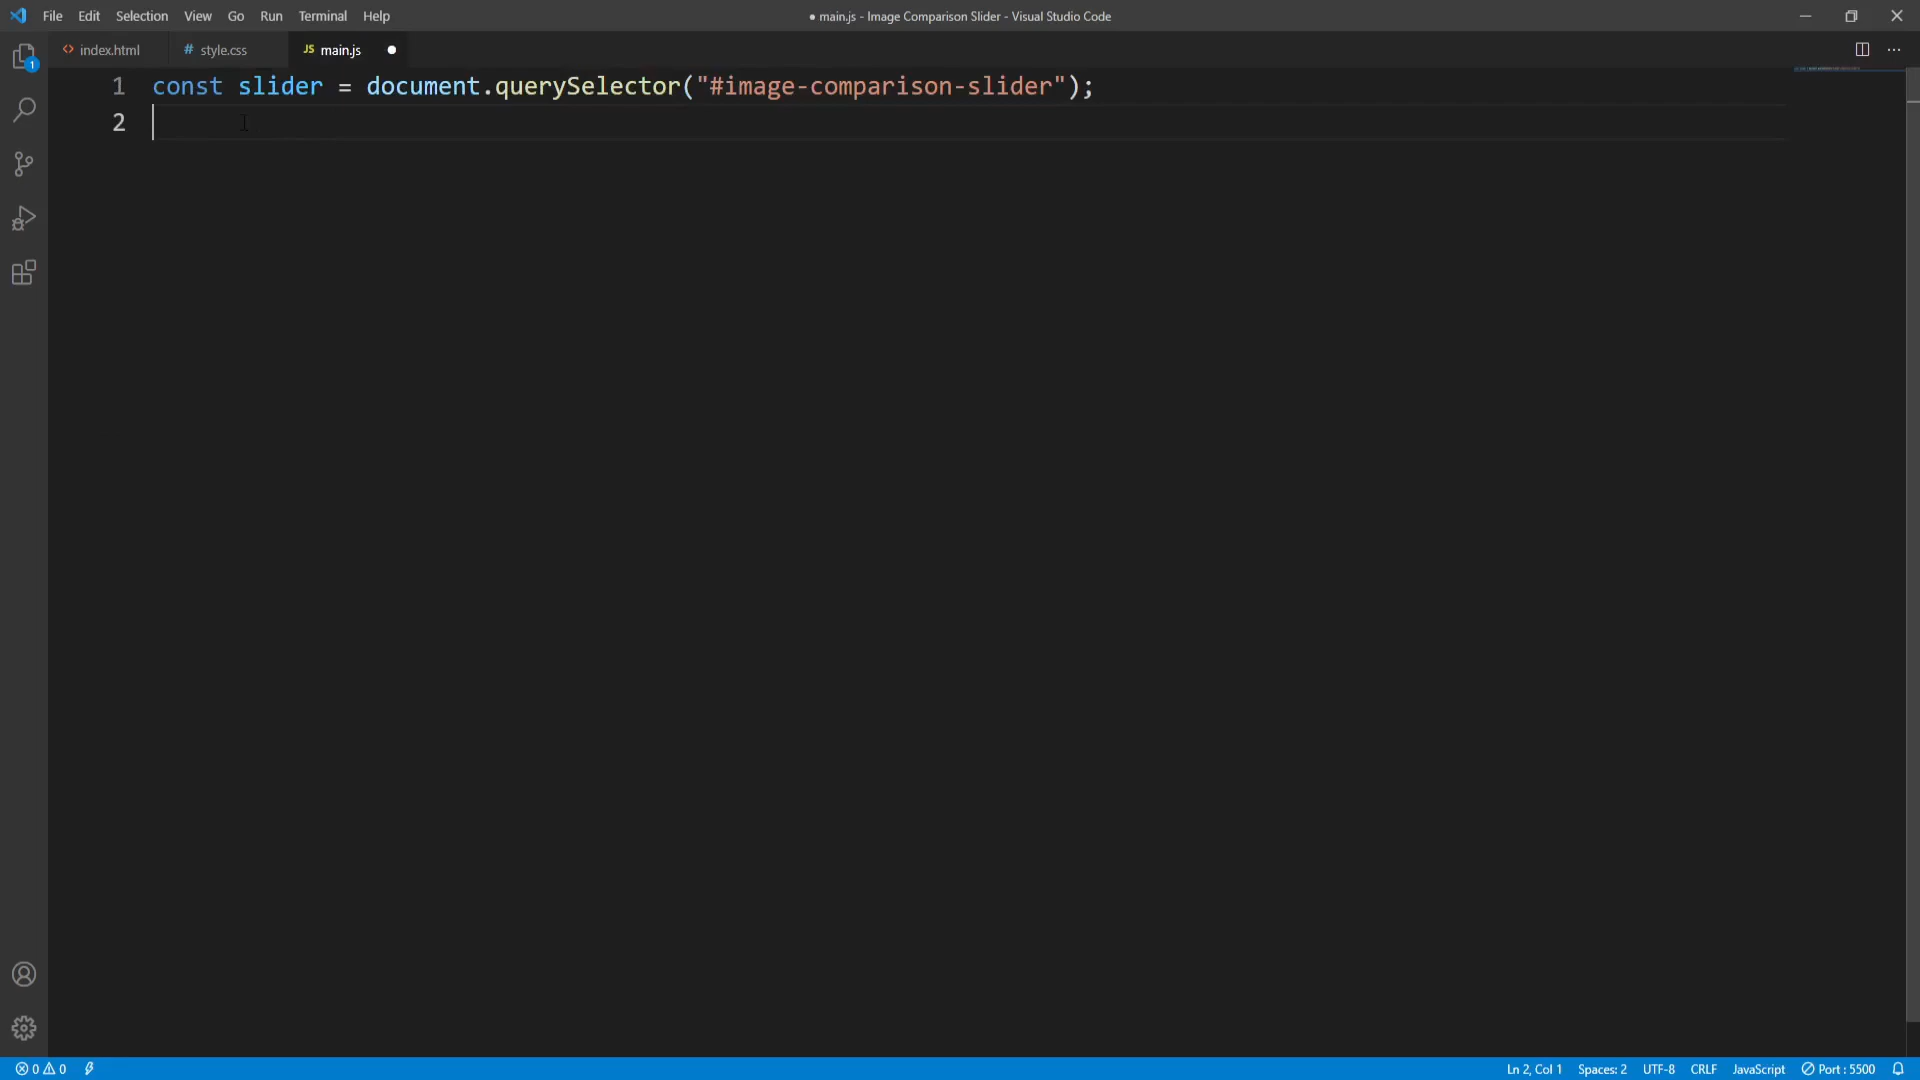 File Edit Selection View Go Run Terminal Help
● main.js - Image Comparison Slider - Visual Studio Code
<> index.html # style.css JS main.js ●
1 const slider = document.querySelector("#image-comparison-slider");
2
1
0 0
Ln 2, Col 1 Spaces: 2 UTF-8 CRLF JavaScript Port : 5500